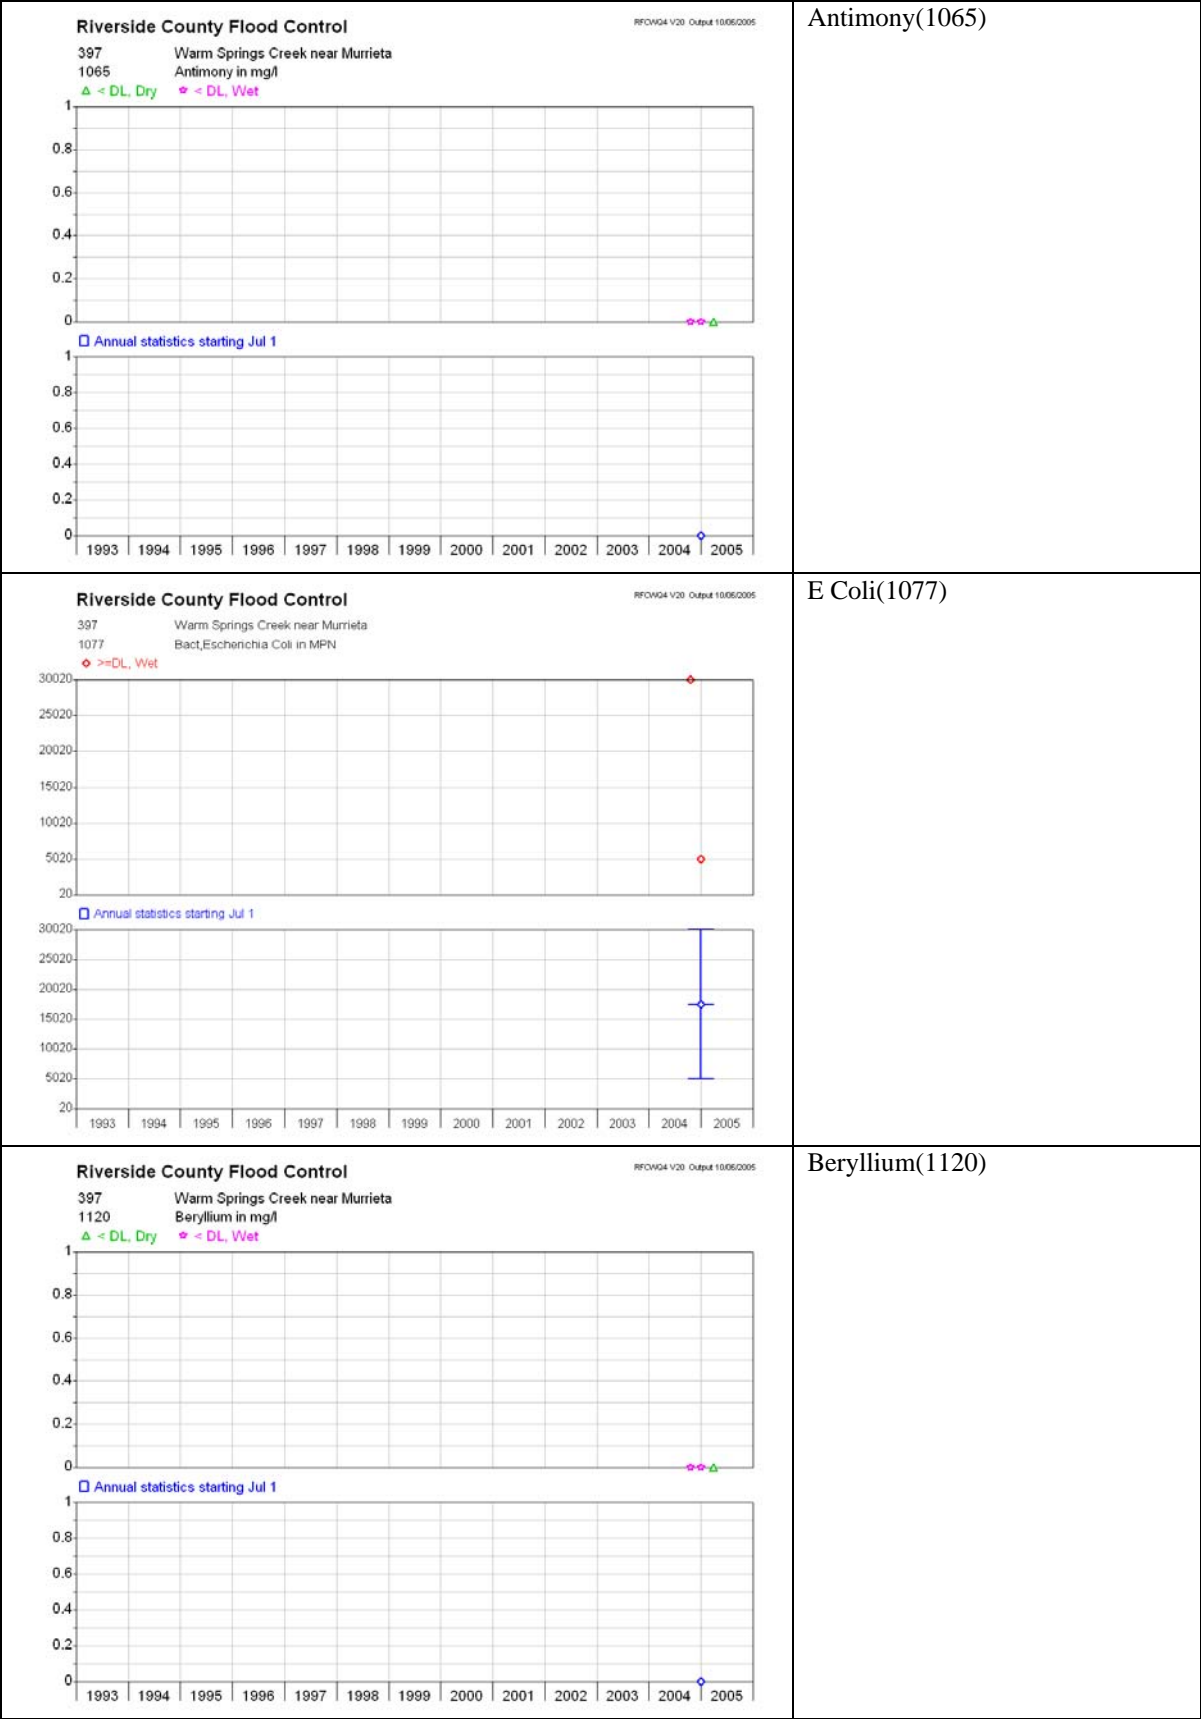 Riverside County Flood Control
RFCWQ4 V20 Output 10/06/2005
397 Warm Springs Creek near Murrieta
1065 Antimony in mg/l
< DL, Dry < DL, Wet
1
0.8
0.6
0.4
0.2
0
Annual statistics starting Jul 1
1
0.8
0.6
0.4
0.2
0
1993 1994 1995 1996 1997 1998 1999 2000 2001 2002 2003 2004 2005
Antimony(1065)
Riverside County Flood Control
RFCWQ4 V20 Output 10/06/2005
397 Warm Springs Creek near Murrieta
1077 Bact,Escherichia Coli in MPN
>=DL, Wet
30020
25020
20020
15020
10020
5020
20
Annual statistics starting Jul 1
30020
25020
20020
15020
10020
5020
20
1993 1994 1995 1996 1997 1998 1999 2000 2001 2002 2003 2004 2005
E Coli(1077)
Riverside County Flood Control
RFCWQ4 V20 Output 10/06/2005
397 Warm Springs Creek near Murrieta
1120 Beryllium in mg/l
< DL, Dry < DL, Wet
1
0.8
0.6
0.4
0.2
0
Annual statistics starting Jul 1
1
0.8
0.6
0.4
0.2
0
1993 1994 1995 1996 1997 1998 1999 2000 2001 2002 2003 2004 2005
Beryllium(1120)